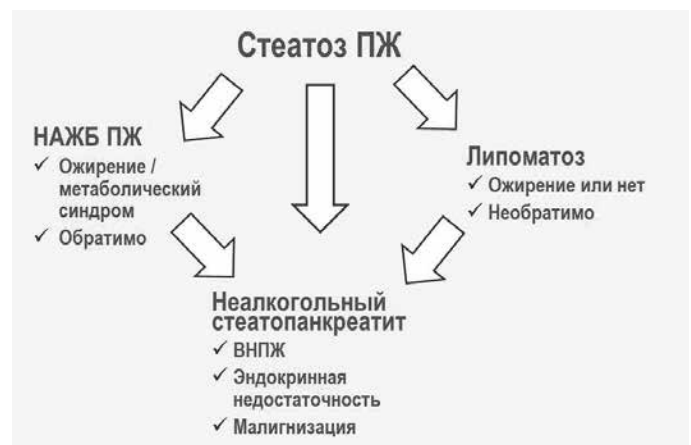 Стеатоз ПЖ
НАЖБ ПЖ
✓ Ожирение /
метаболический
синдром
✓ Обратимо
Липоматоз
✓ Ожирение или нет
✓ Необратимо
Неалкогольный
стеатопанкреатит
✓ ВНПЖ
✓ Эндокринная
недостаточность
✓ Малигнизация